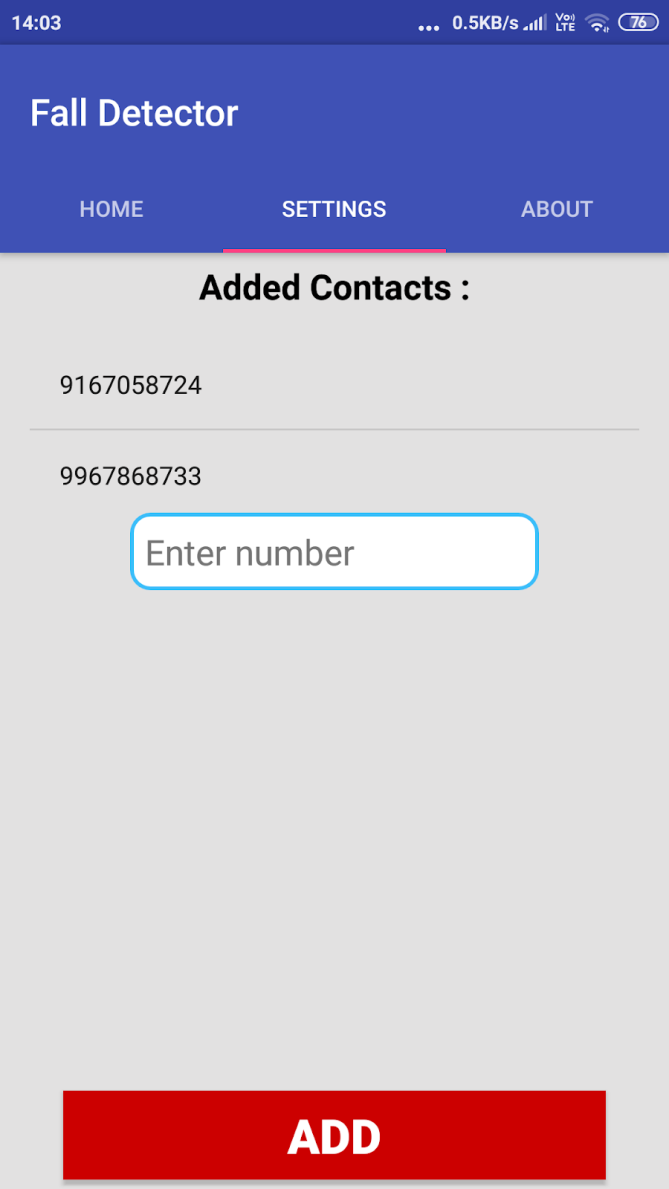 14:03 ... 0.5KB/s Vo)) LTE 76
Fall Detector
HOME SETTINGS ABOUT
Added Contacts :
9167058724
9967868733
Enter number
ADD